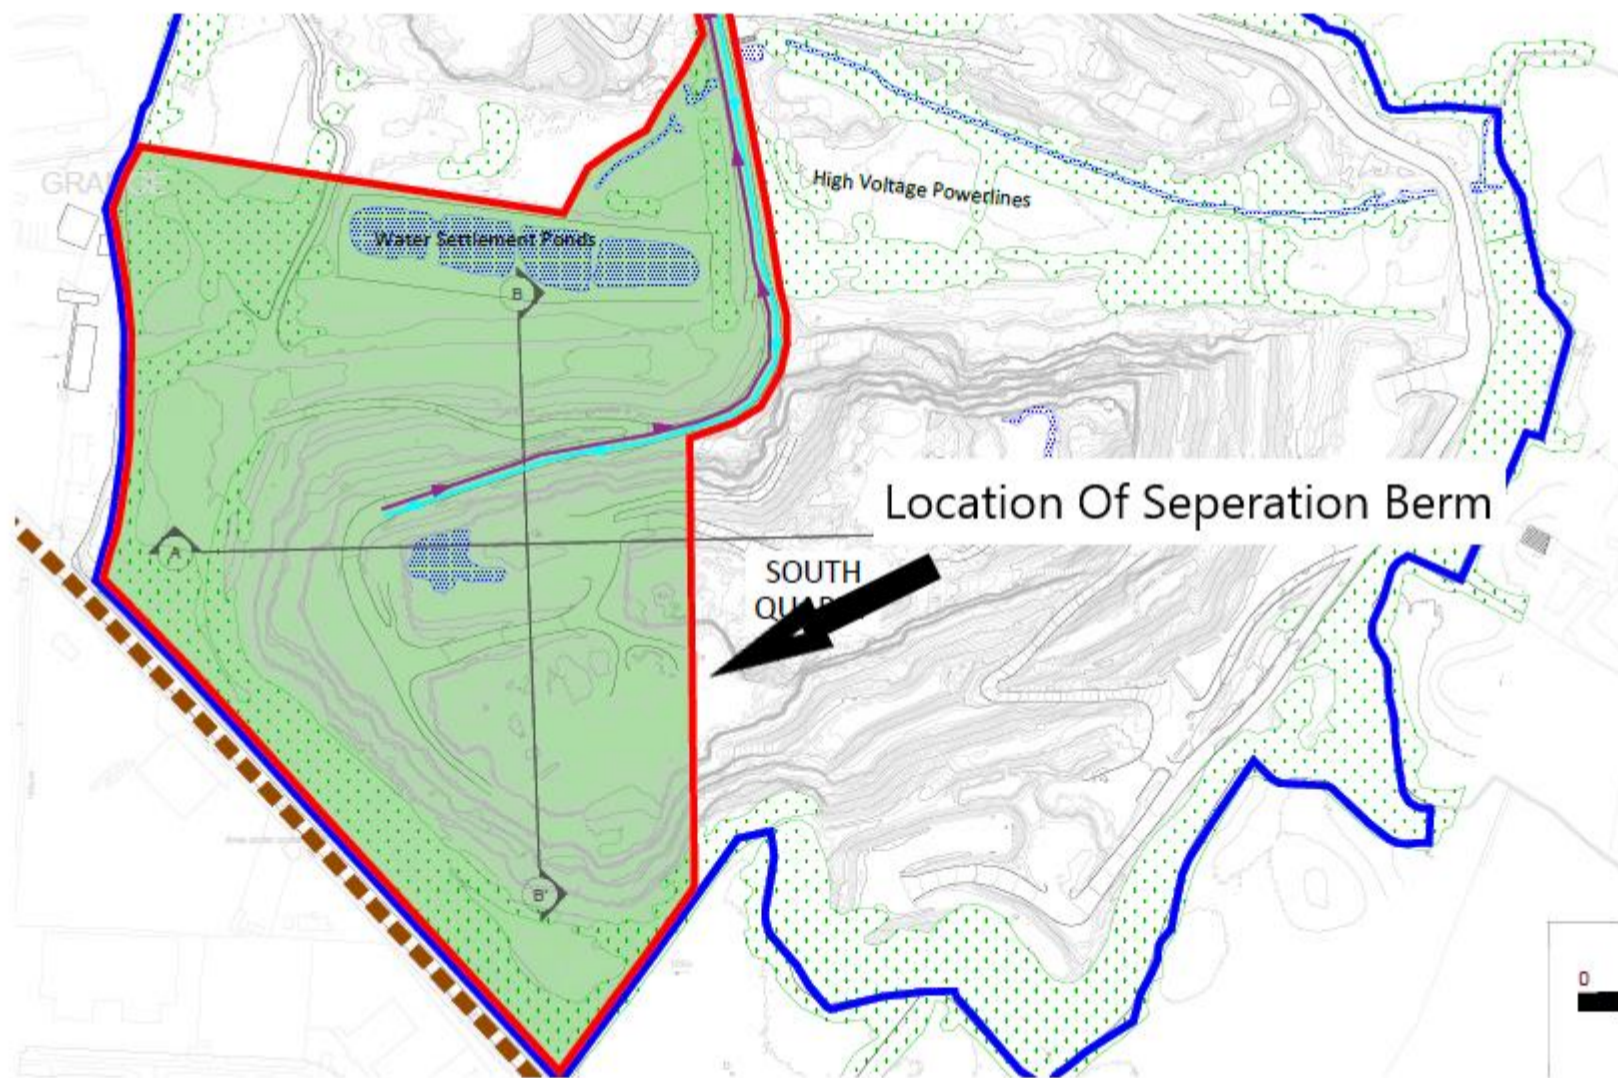 High Voltage Powerlines
Water Settlement Ponds
B
Location Of Seperation Berm
A
SOUTH
B'
0